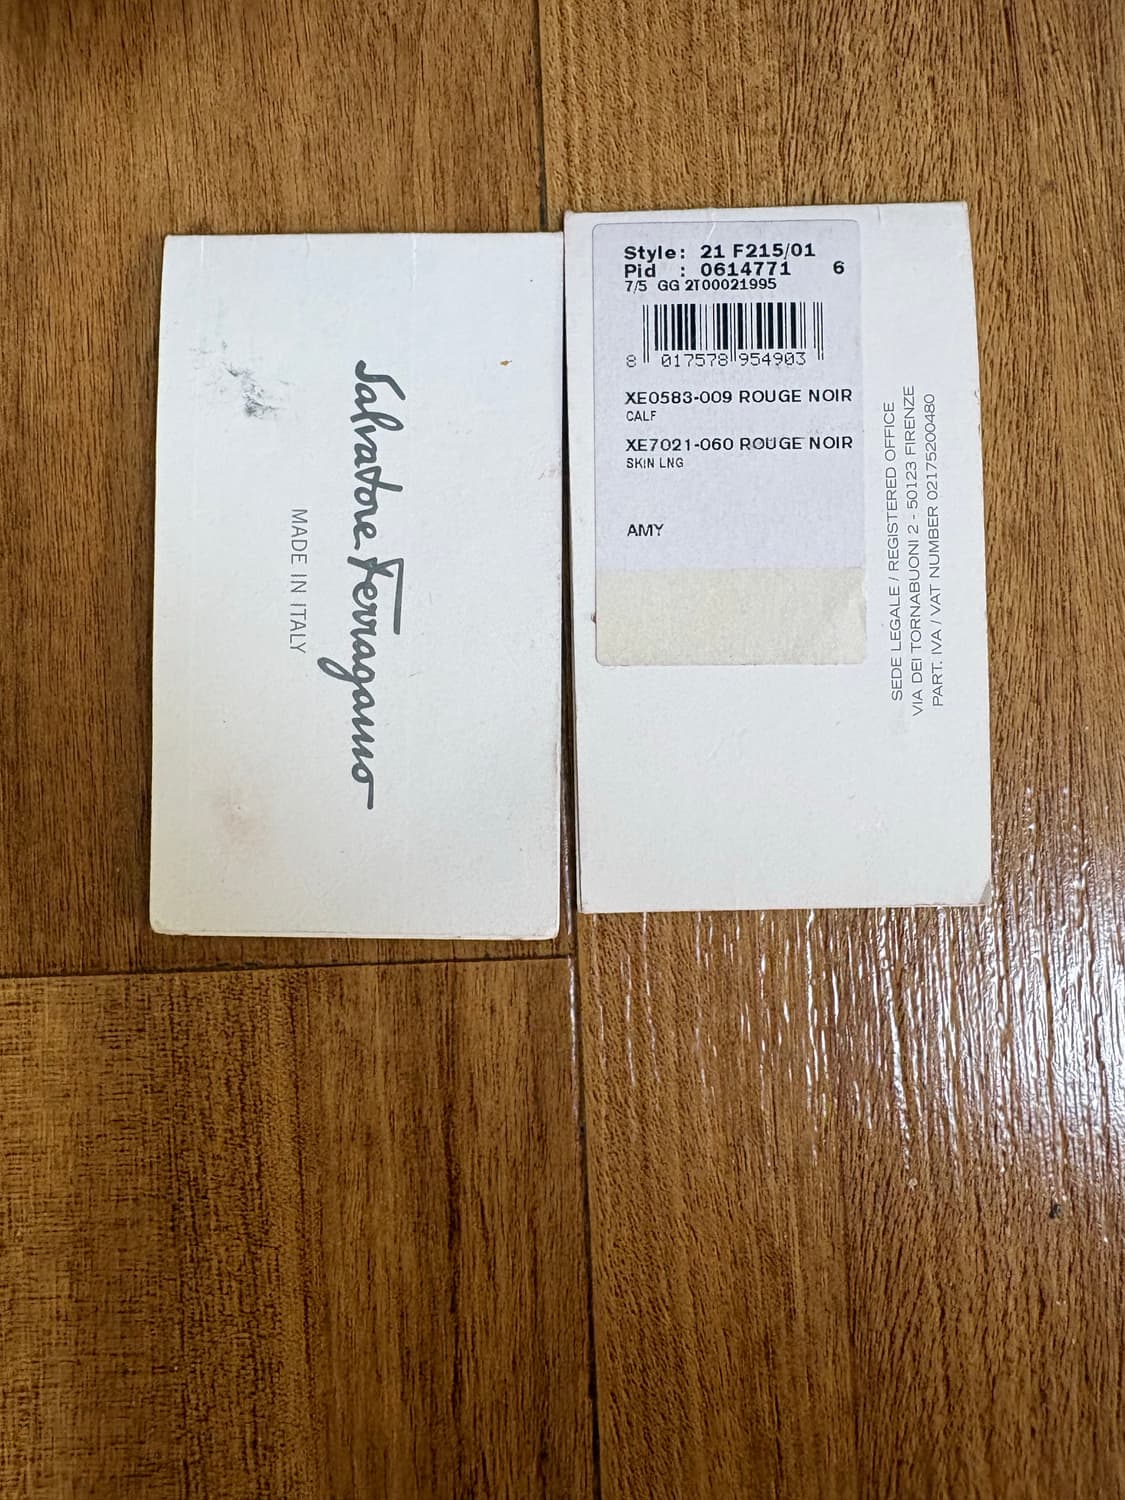 Salvatore Ferragamo
MADE IN ITALY
Style: 21 F215/01
Pid : 0614771 6
7/5 GG 2T00021995
8 017578 954903
XE0583-009 ROUGE NOIR
CALF
XE7021-060 ROUGE NOIR
SKIN LNG
AMY
SEDE LEGALE / REGISTERED OFFICE
VIA DEI TORNABUONI 2 - 50123 FIRENZE
PART. IVA / VAT NUMBER 02175200480